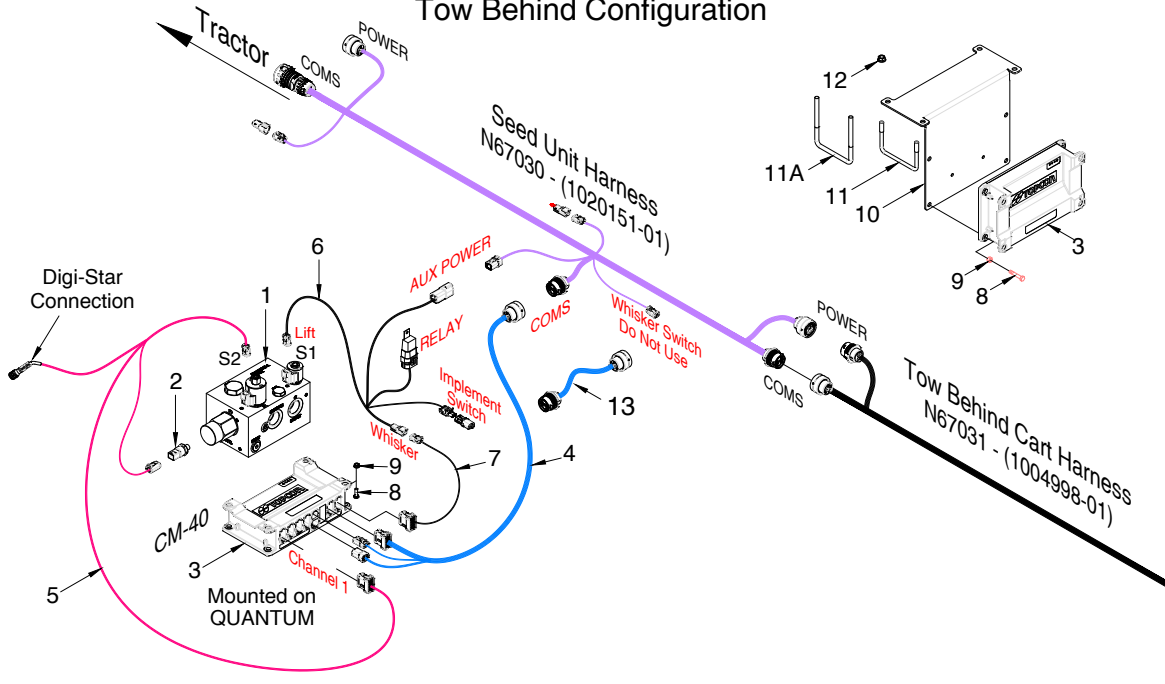 Tow Behind Configuration
Tractor
POWER
COMS
12
11A
11
10
3
9
8
Seed Unit Harness
N67030 - (1020151-01)
6
AUX POWER
Digi-Star
Connection
1
Lift
S2
S1
RELAY
COMS
Whisker Switch
Do Not Use
POWER
COMS
2
Implement
Switch
13
Tow Behind Cart Harness
N67031 - (1004998-01)
Whisker
9
8
7
4
CM-40
TOPCON
TOPCON
3
Channel 1
5
Mounted on
QUANTUM